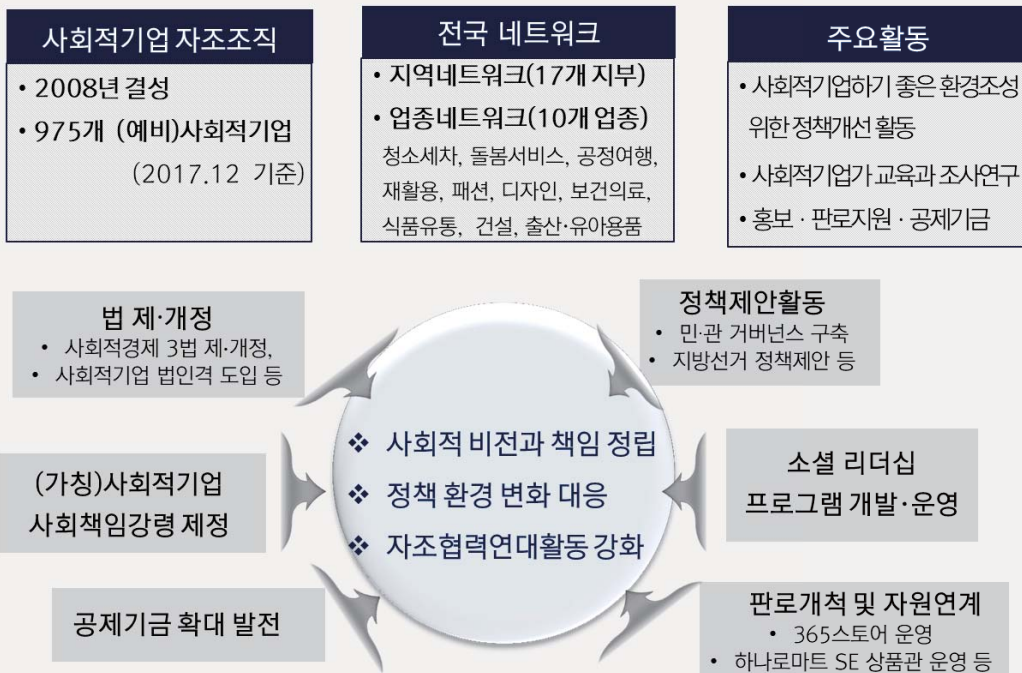 사회적기업 자조조직
• 2008년 결성
• 975개 (예비)사회적기업
(2017.12 기준)
전국 네트워크
• 지역네트워크(17개 지부)
• 업종네트워크(10개 업종)
청소세차, 돌봄서비스, 공정여행,
재활용, 패션, 디자인, 보건의료,
식품유통, 건설, 출산·유아용품
주요활동
• 사회적기업하기 좋은 환경조성
위한 정책개선 활동
• 사회적기업가 교육과 조사연구
• 홍보 · 판로지원 · 공제기금
법 제·개정
• 사회적경제 3법 제·개정,
• 사회적기업 법인격 도입 등
정책제안활동
• 민·관 거버넌스 구축
• 지방선거 정책제안 등
(가칭)사회적기업
사회책임강령 제정
❖ 사회적 비전과 책임 정립
❖ 정책 환경 변화 대응
❖ 자조협력연대활동 강화
소셜 리더십
프로그램 개발·운영
공제기금 확대 발전
판로개척 및 자원연계
• 365스토어 운영
• 하나로마트 SE 상품관 운영 등